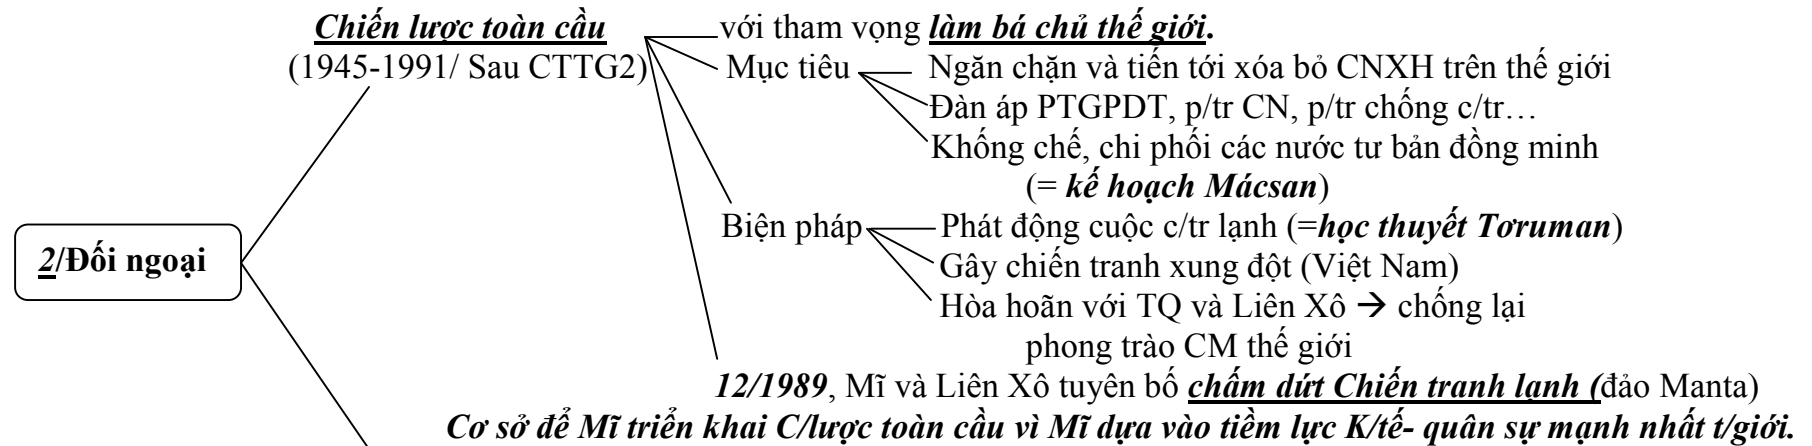 Chiến lược toàn cầu với tham vọng làm bá chủ thế giới.
(1945-1991/ Sau CTTG2) Mục tiêu Ngăn chặn và tiến tới xóa bỏ CNXH trên thế giới
Đàn áp PTGPDT, p/tr CN, p/tr chống c/tr…
Khống chế, chi phối các nước tư bản đồng minh
(= kế hoạch Mácsan)
Biện pháp Phát động cuộc c/tr lạnh (=học thuyết Tơruman)
2/Đối ngoại Gây chiến tranh xung đột (Việt Nam)
Hòa hoãn với TQ và Liên Xô → chống lại
phong trào CM thế giới
12/1989, Mĩ và Liên Xô tuyên bố chấm dứt Chiến tranh lạnh (đảo Manta)
Cơ sở để Mĩ triển khai C/lược toàn cầu vì Mĩ dựa vào tiềm lực K/tế- quân sự mạnh nhất t/giới.